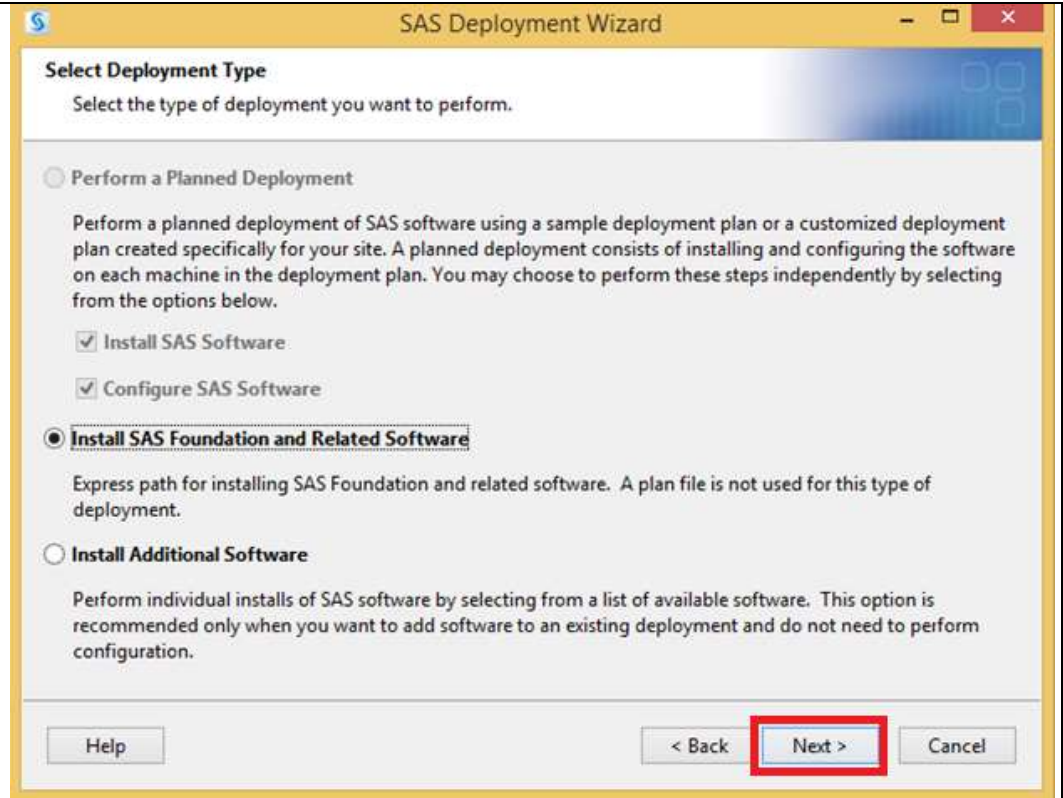 SAS Deployment Wizard
Select Deployment Type
Select the type of deployment you want to perform.
Perform a Planned Deployment
Perform a planned deployment of SAS software using a sample deployment plan or a customized deployment
plan created specifically for your site. A planned deployment consists of installing and configuring the software
on each machine in the deployment plan. You may choose to perform these steps independently by selecting
from the options below.
Install SAS Software
Configure SAS Software
Install SAS Foundation and Related Software
Express path for installing SAS Foundation and related software. A plan file is not used for this type of
deployment.
Install Additional Software
Perform individual installs of SAS software by selecting from a list of available software. This option is
recommended only when you want to add software to an existing deployment and do not need to perform
configuration.
Help < Back Next > Cancel